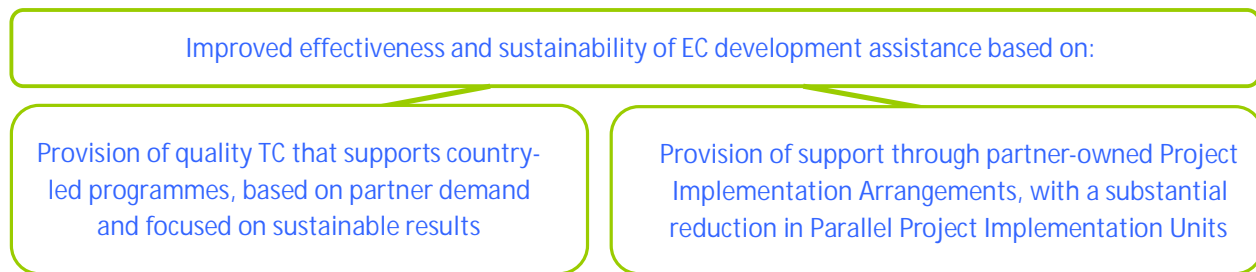 Improved effectiveness and sustainability of EC development assistance based on:
Provision of quality TC that supports country-
led programmes, based on partner demand
and focused on sustainable results
Provision of support through partner-owned Project
Implementation Arrangements, with a substantial
reduction in Parallel Project Implementation Units